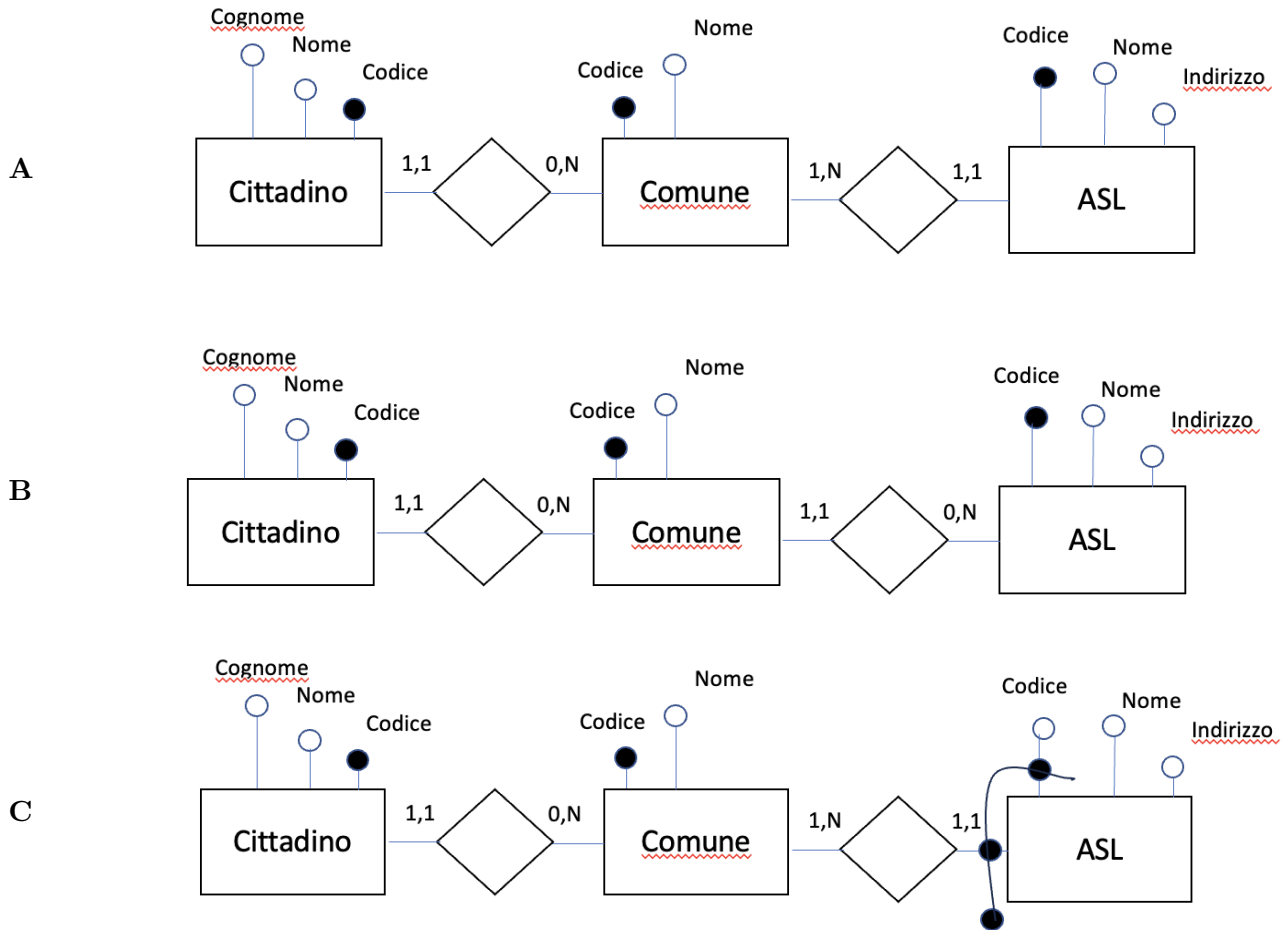 Cognome
Nome
Codice
Codice
Nome
Codice
Nome
Indirizzo
A
Cittadino
1,1
0,N
Comune
1,N
1,1
ASL
Cognome
Nome
Codice
Codice
Nome
Codice
Nome
Indirizzo
B
Cittadino
1,1
0,N
Comune
1,1
0,N
ASL
Cognome
Nome
Codice
Codice
Nome
Codice
Nome
Indirizzo
C
Cittadino
1,1
0,N
Comune
1,N
1,1
ASL